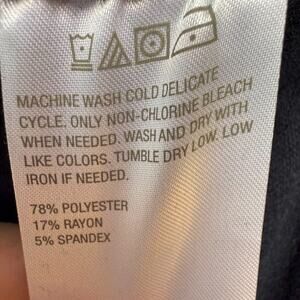 MACHINE WASH COLD DELICATE
CYCLE. ONLY NON-CHLORINE BLEACH
WHEN NEEDED. WASH AND DRY WITH
LIKE COLORS. TUMBLE DRY LOW. LOW
IRON IF NEEDED.
78% POLYESTER
17% RAYON
5% SPANDEX